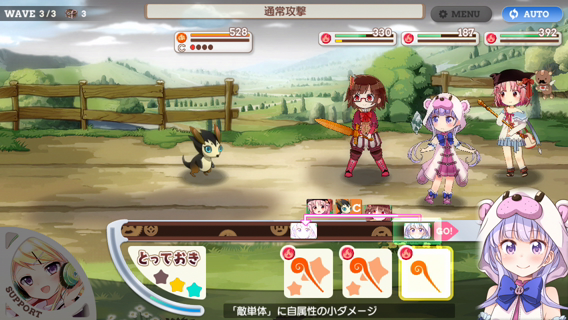 WAVE 3/3 3
通常攻撃
MENU
AUTO
528
C
330
187
392
C
GO!
とっておき
SUPPORT
「敵単体」に自属性の小ダメージ